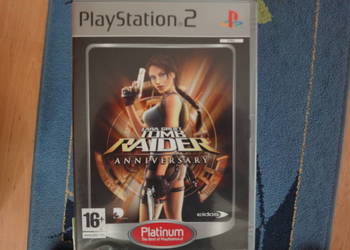 PlayStation 2
LARA CROFT
TOMB
RAIDER
ANNIVERSARY
16+
Platinum
The Best of PlayStation 2
eidos